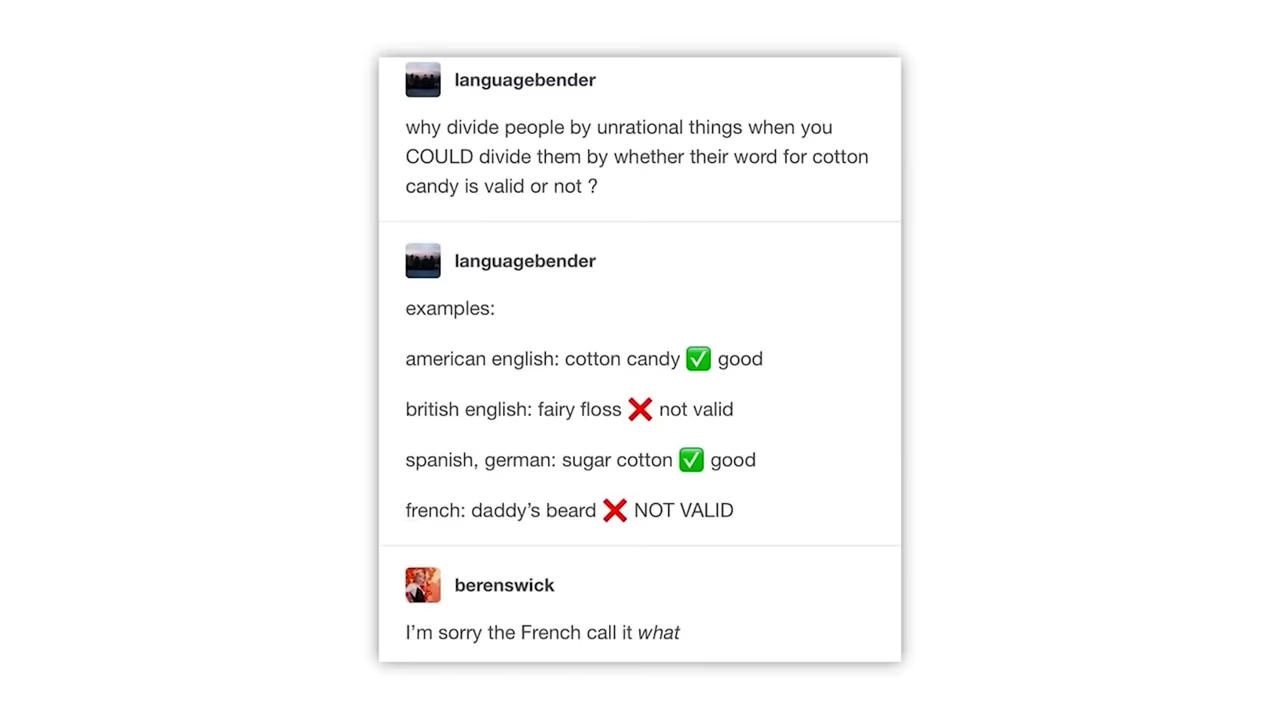 languagebender
why divide people by unrational things when you
COULD divide them by whether their word for cotton
candy is valid or not ?
languagebender
examples:
american english: cotton candy ✅ good
british english: fairy floss ❌ not valid
spanish, german: sugar cotton ✅ good
french: daddy’s beard ❌ NOT VALID
berenswick
I’m sorry the French call it what